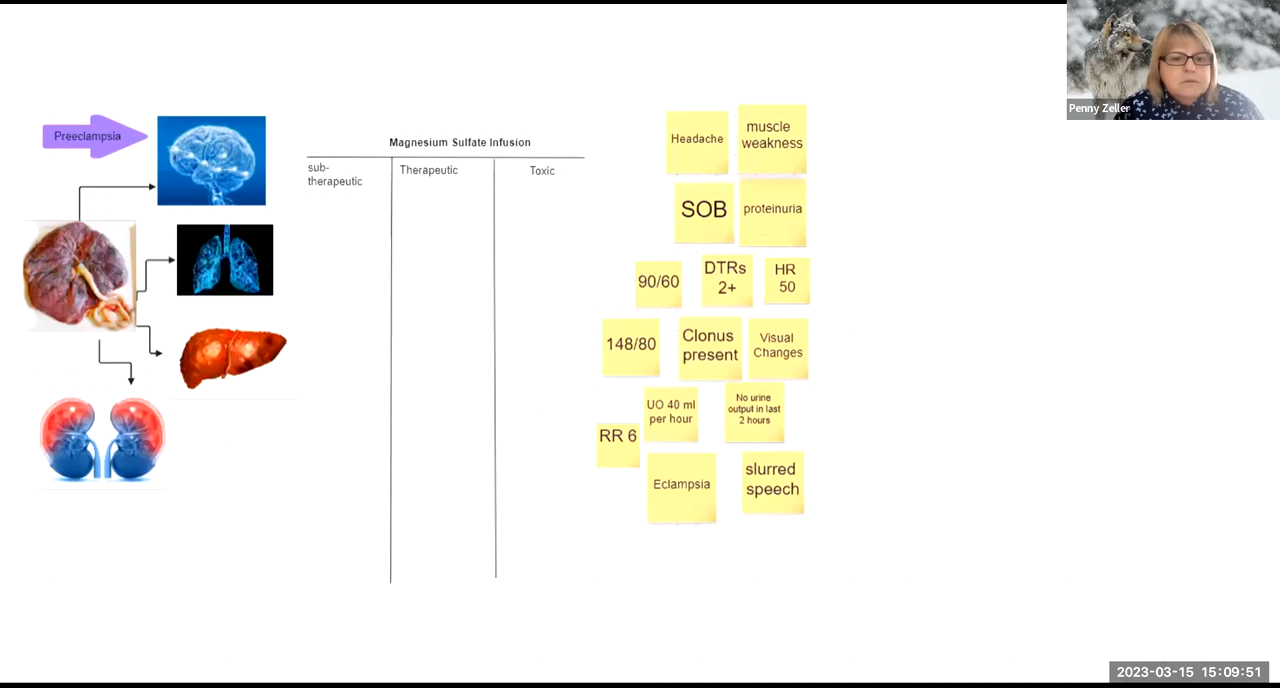 Penny Zeller
Preeclampsia
Magnesium Sulfate Infusion
sub-
therapeutic
Therapeutic
Toxic
Headache
muscle
weakness
SOB
proteinuria
90/60
DTRs
2+
HR
50
148/80
Clonus
present
Visual
Changes
UO 40 ml
per hour
No urine
output in last
2 hours
RR 6
Eclampsia
slurred
speech
2023-03-15 15:09:51